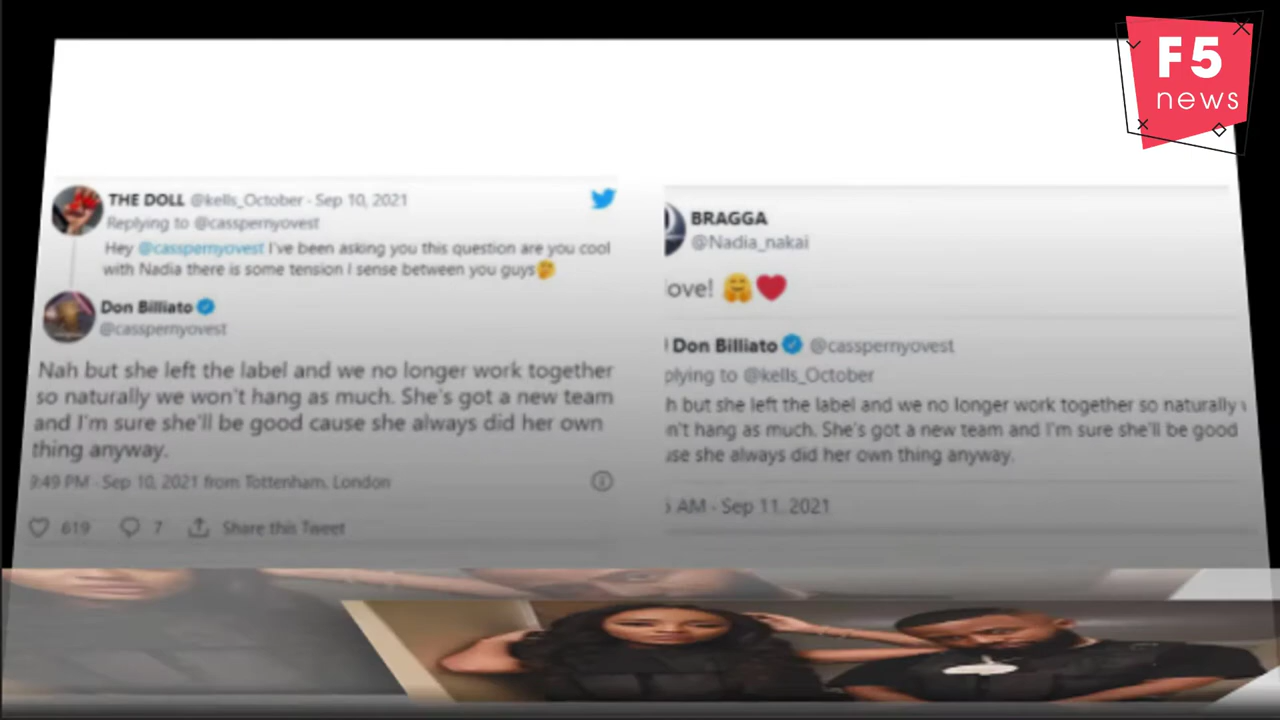 F5
news
THE DOLL @kells_October · Sep 10, 2021
Replying to @casspernyovest
Hey @casspernyovest I've been asking you this question are you cool
with Nadia there is some tension I sense between you guys
Don Billiato
@casspernyovest
Nah but she left the label and we no longer work together
so naturally we won't hang as much. She's got a new team
and I'm sure she'll be good cause she always did her own
thing anyway.
9:49 PM · Sep 10, 2021 from Tottenham, London
619 7 Share this Tweet
BRAGGA
@Nadia_nakai
ove! 🤗❤️
Don Billiato @casspernyovest
plying to @kells_October
h but she left the label and we no longer work together so naturally
n't hang as much. She's got a new team and I'm sure she'll be good
use she always did her own thing anyway.
AM · Sep 11, 2021